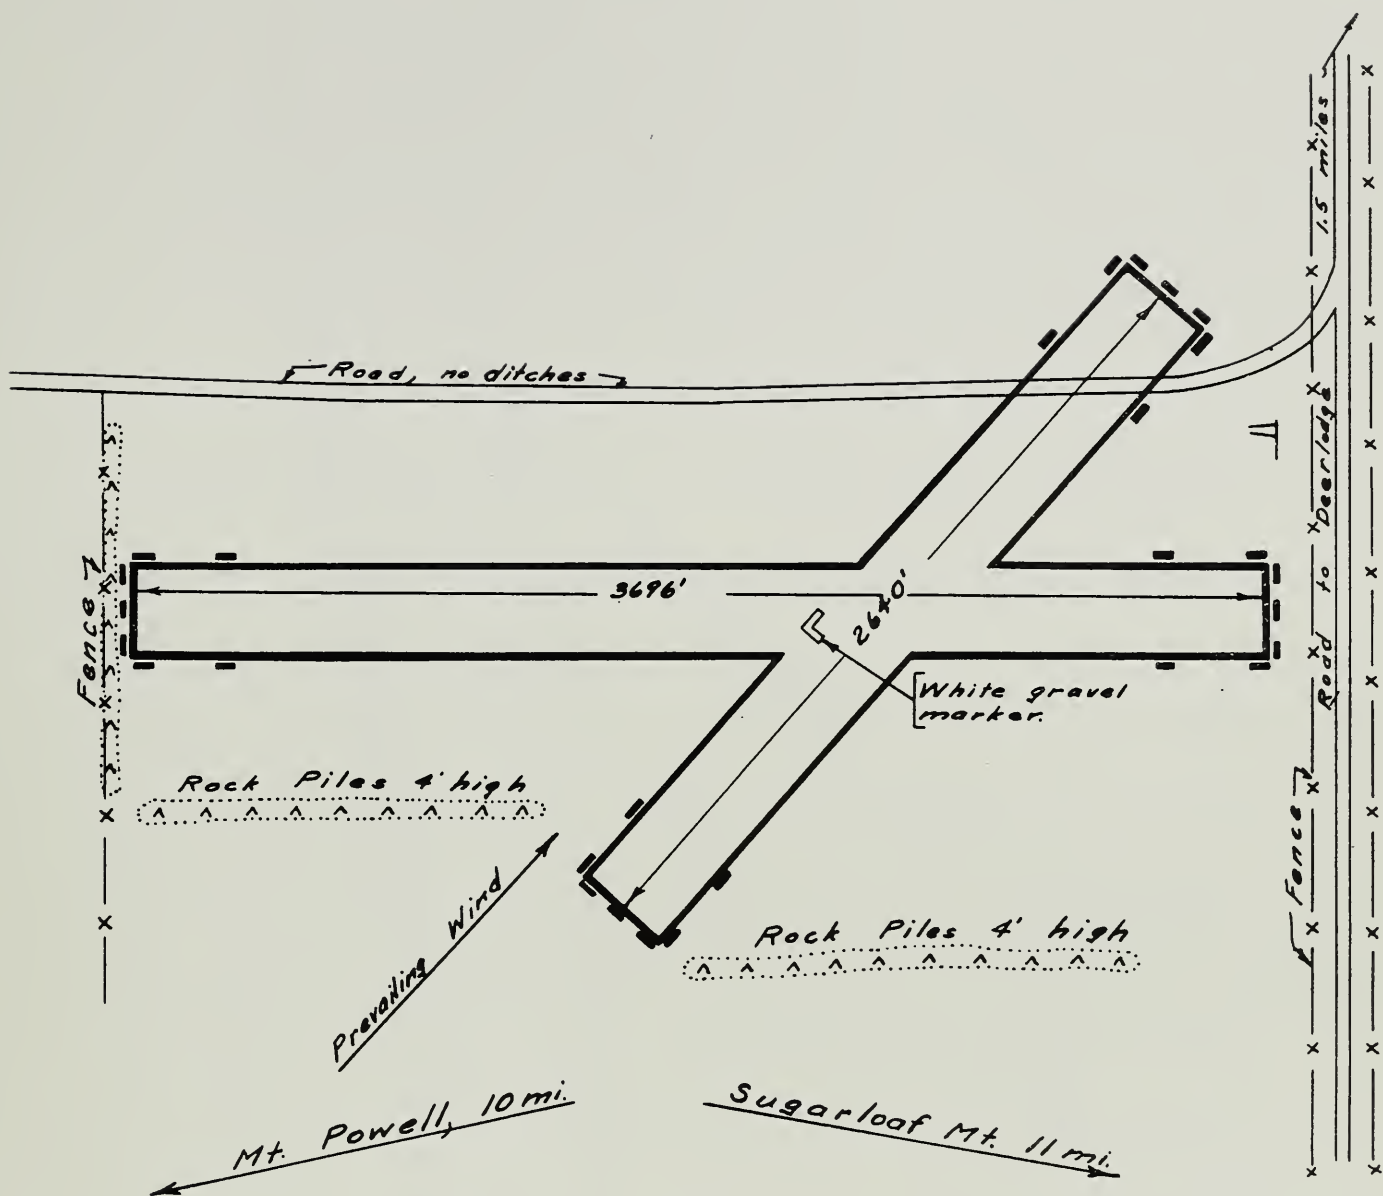 1.5 miles
Road, no ditches
Road to Deerlodge
Fence
3696'
2640'
White gravel
marker.
Rock Piles 4' high
Fence
Prevailing Wind
Rock Piles 4' high
Mt. Powell, 10 mi.
Sugarloaf Mt. 11 mi.